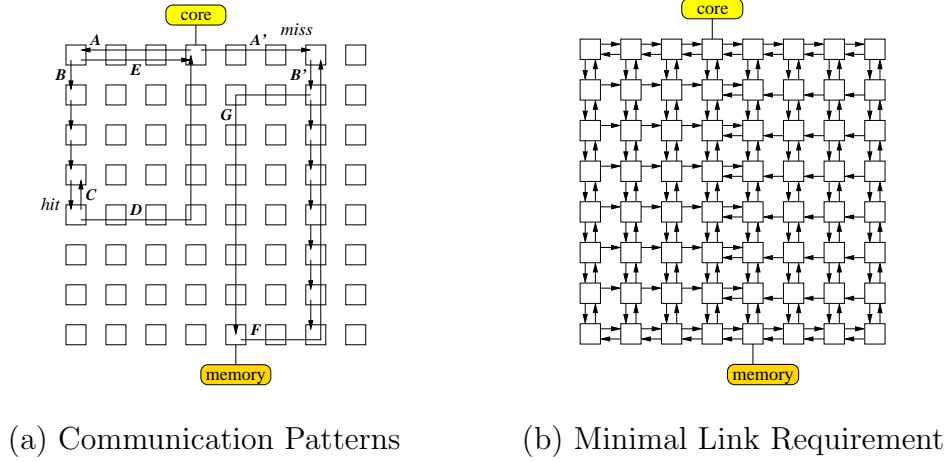 core
core
A
A'
miss
B
E
B'
G
hit
C
D
F
memory
memory
(a) Communication Patterns
(b) Minimal Link Requirement